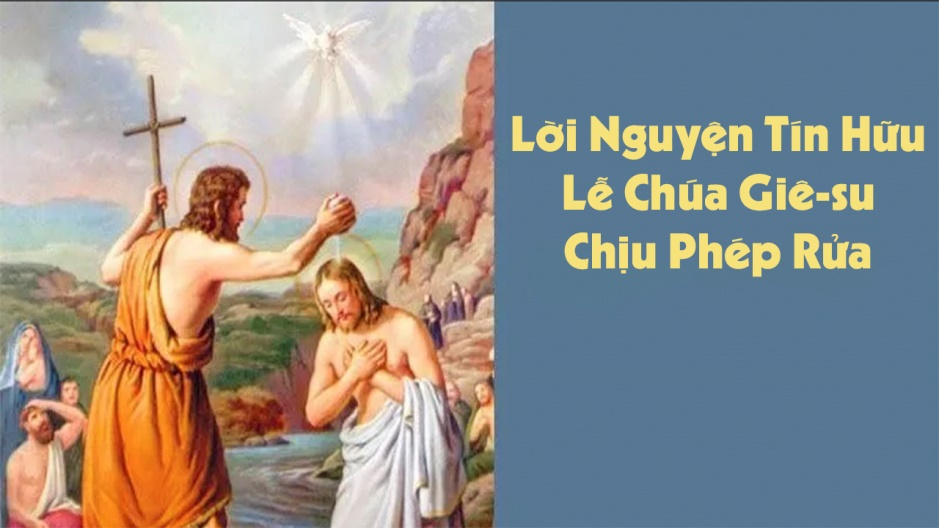 Lời Nguyện Tín Hữu
Lễ Chúa Giê-su
Chịu Phép Rửa